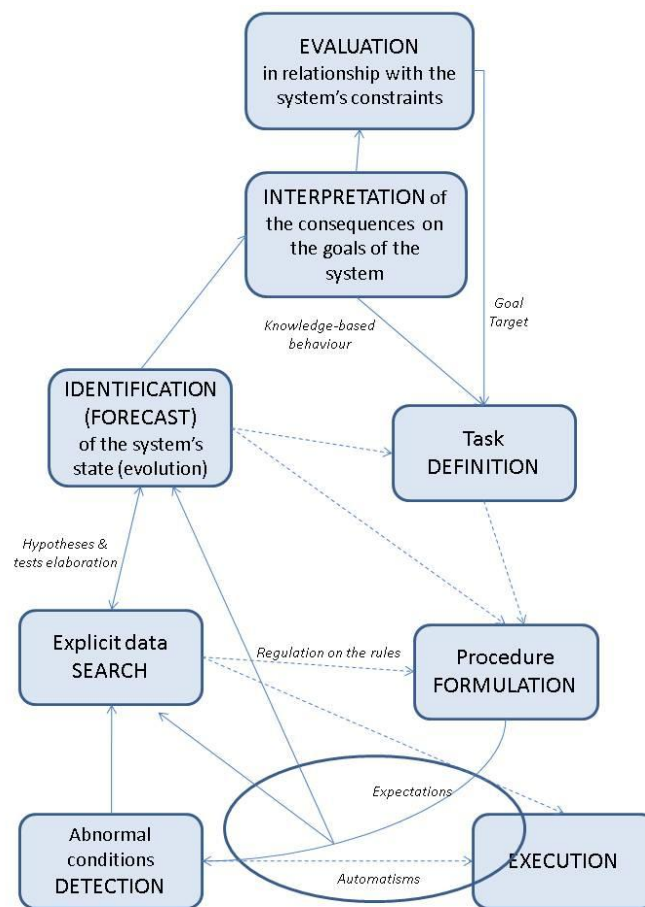 EVALUATION
in relationship with the
system's constraints
INTERPRETATION of
the consequences on
the goals of the
system
Knowledge-based
behaviour
Goal
Target
IDENTIFICATION
(FORECAST)
of the system's
state (evolution)
Task
DEFINITION
Hypotheses &
tests elaboration
Explicit data
SEARCH
Regulation on the rules
Procedure
FORMULATION
Expectations
Abnormal
conditions
DETECTION
Automatisms
EXECUTION